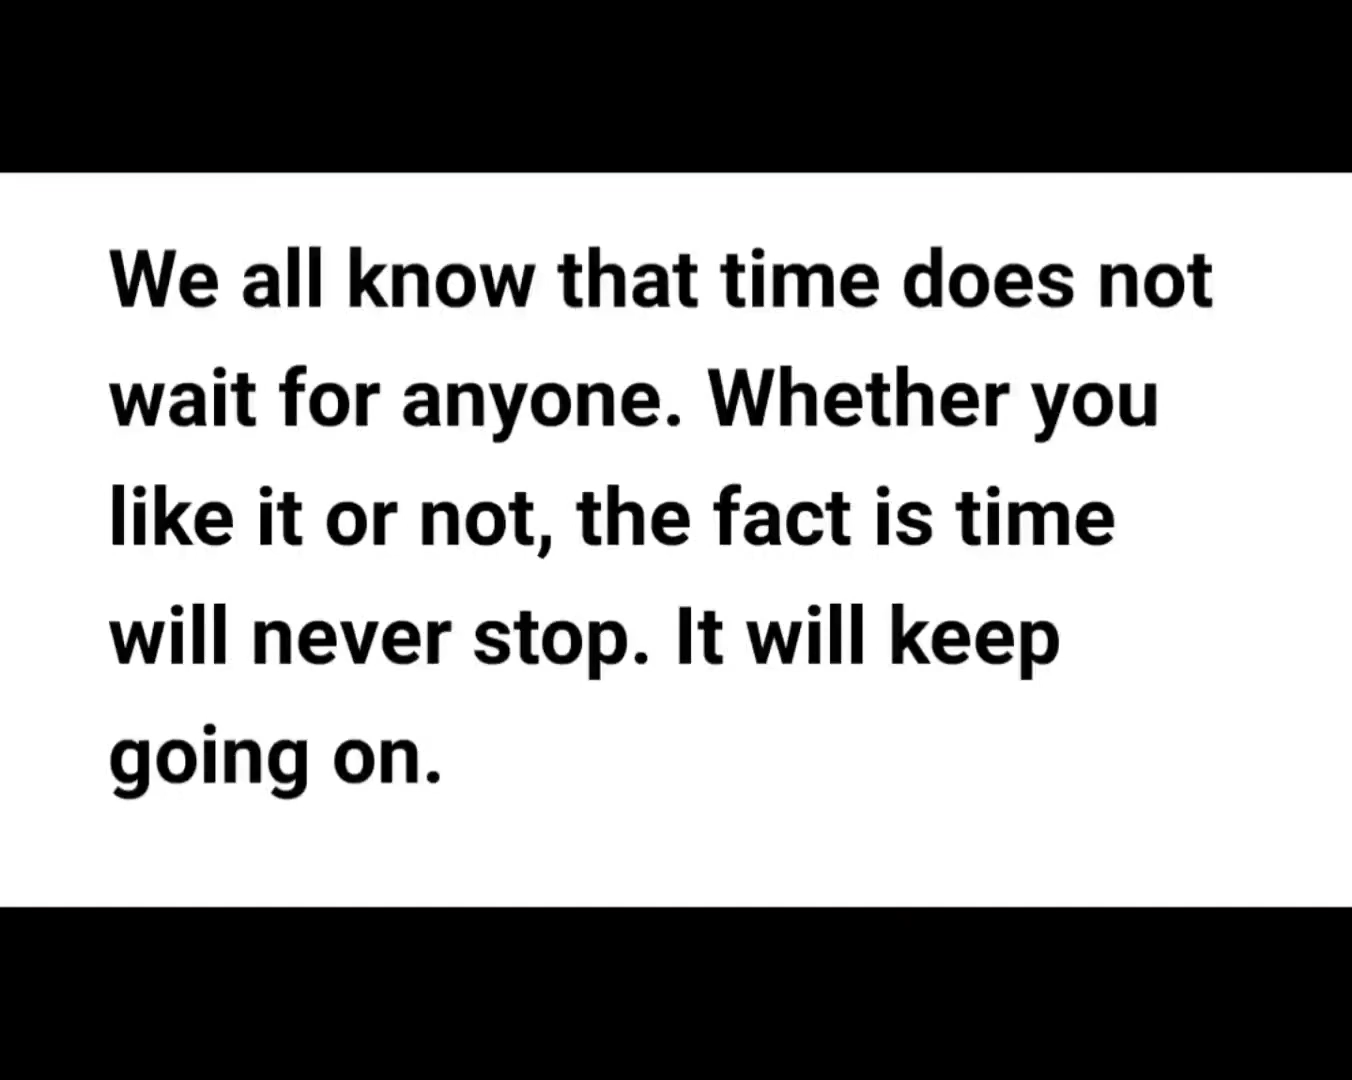 We all know that time does not
wait for anyone. Whether you
like it or not, the fact is time
will never stop. It will keep
going on.